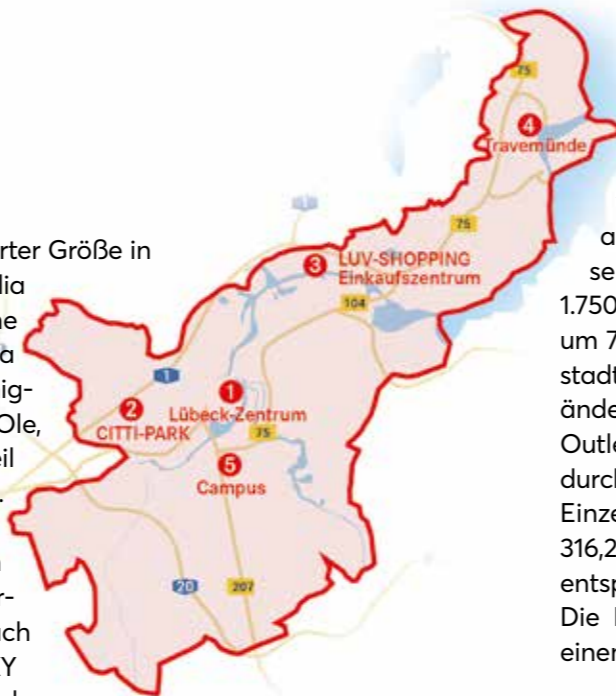 rter Größe in
lia
ne
a
ig-
Ole,
eil
r-
ach
Y
75
4
Travemünde
1
75
3
LUV-SHOPPING
Einkaufszentrum
104
1
1
2
Lübeck-Zentrum
CITTI-PARK
75
5
Campus
20
207
a
se
1.750
um 7
stadt
ände
Outle
durch
Einze
316,2
entsp
Die
einer